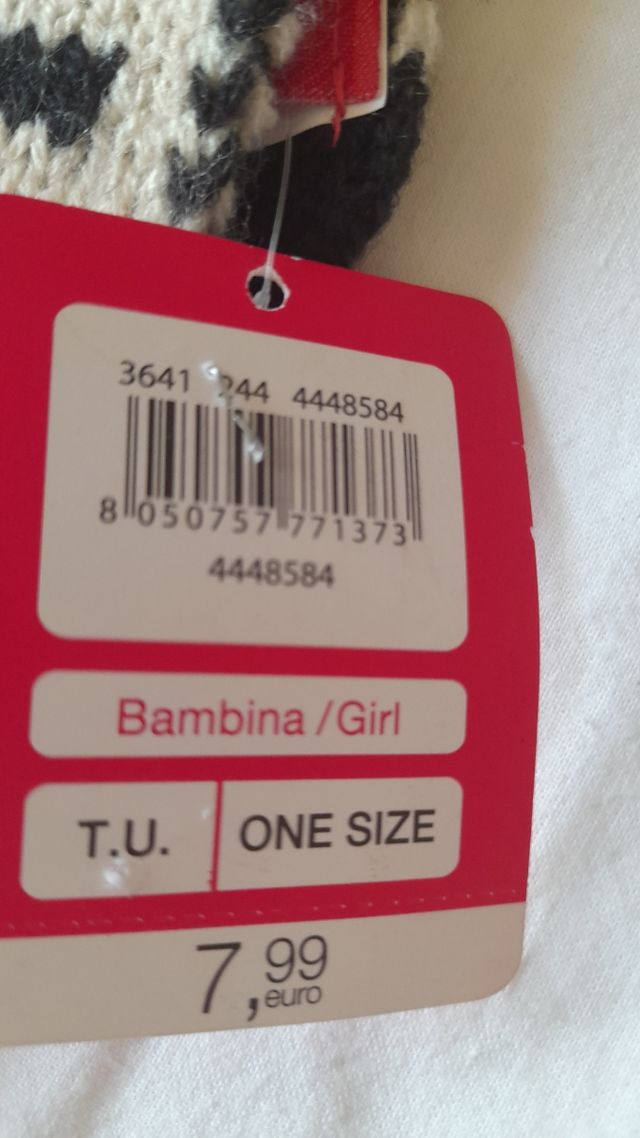 3641 244 4448584
8 050757 771373
4448584
Bambina /Girl
T.U. ONE SIZE
7,99
euro